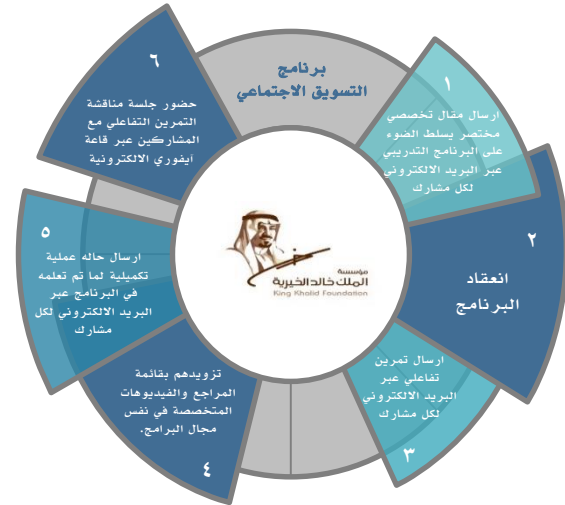 برنامج
التسويق الاجتماعي
١
ارسال مقال تخصصي
مختصر يسلط الضوء
على البرنامج التدريبي
عبر البريد الالكتروني
لكل مشارك
٢
انعقاد
البرنامج
ارسال تمرين
تفاعلي عبر
البريد الالكتروني
لكل مشارك
٣
تزويدهم بقائمة
المراجع والفيديوهات
المتخصصة في نفس
مجال البرامج.
٤
٥
ارسال حاله عملية
تكميلية لما تم تعلمه
في البرنامج عبر
البريد الالكتروني لكل
مشارك
٦
حضور جلسة مناقشة
التمرين التفاعلي مع
المشاركين عبر قاعة
آيفوري الالكترونية
مؤسسة
الملك خالد الخيرية
King Khalid Foundation